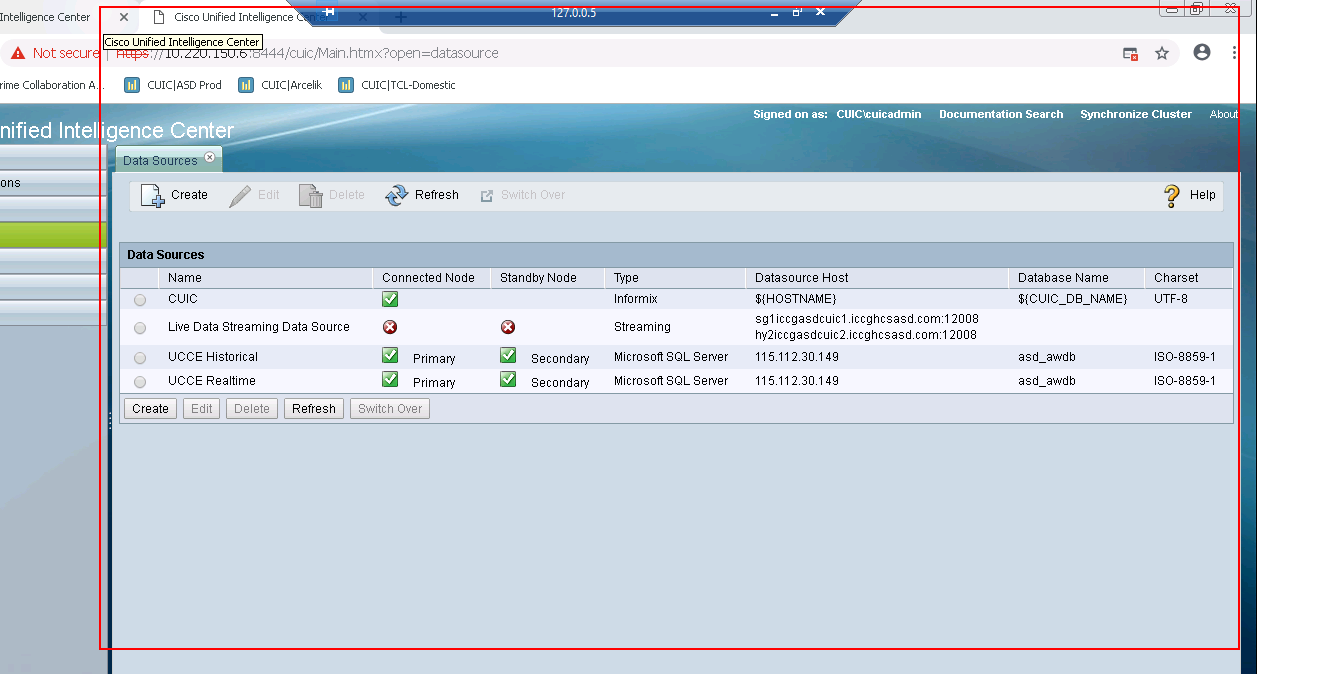 Intelligence Center
Cisco Unified Intelligence Cen
127.0.0.5
Cisco Unified Intelligence Center
Not secure | https://10.220.150.6:8444/cuic/Main.htmx?open=datasource
rime Collaboration A...
CUIC|ASD Prod
CUIC|Arcelik
CUIC|TCL-Domestic
Signed on as: CUIC\cuicadmin
Documentation Search
Synchronize Cluster
About
nified Intelligence Center
Data Sources
ons
Create
Edit
Delete
Refresh
Switch Over
Help
Data Sources
Name Connected Node Standby Node Type Datasource Host Database Name Charset
CUIC Informix ${HOSTNAME} ${CUIC_DB_NAME} UTF-8
Live Data Streaming Data Source Streaming sg1iccgasdcuic1.iccghcsasd.com:12008
hy2iccgasdcuic2.iccghcsasd.com:12008
UCCE Historical Primary Secondary Microsoft SQL Server 115.112.30.149 asd_awdb ISO-8859-1
UCCE Realtime Primary Secondary Microsoft SQL Server 115.112.30.149 asd_awdb ISO-8859-1
Create Edit Delete Refresh Switch Over